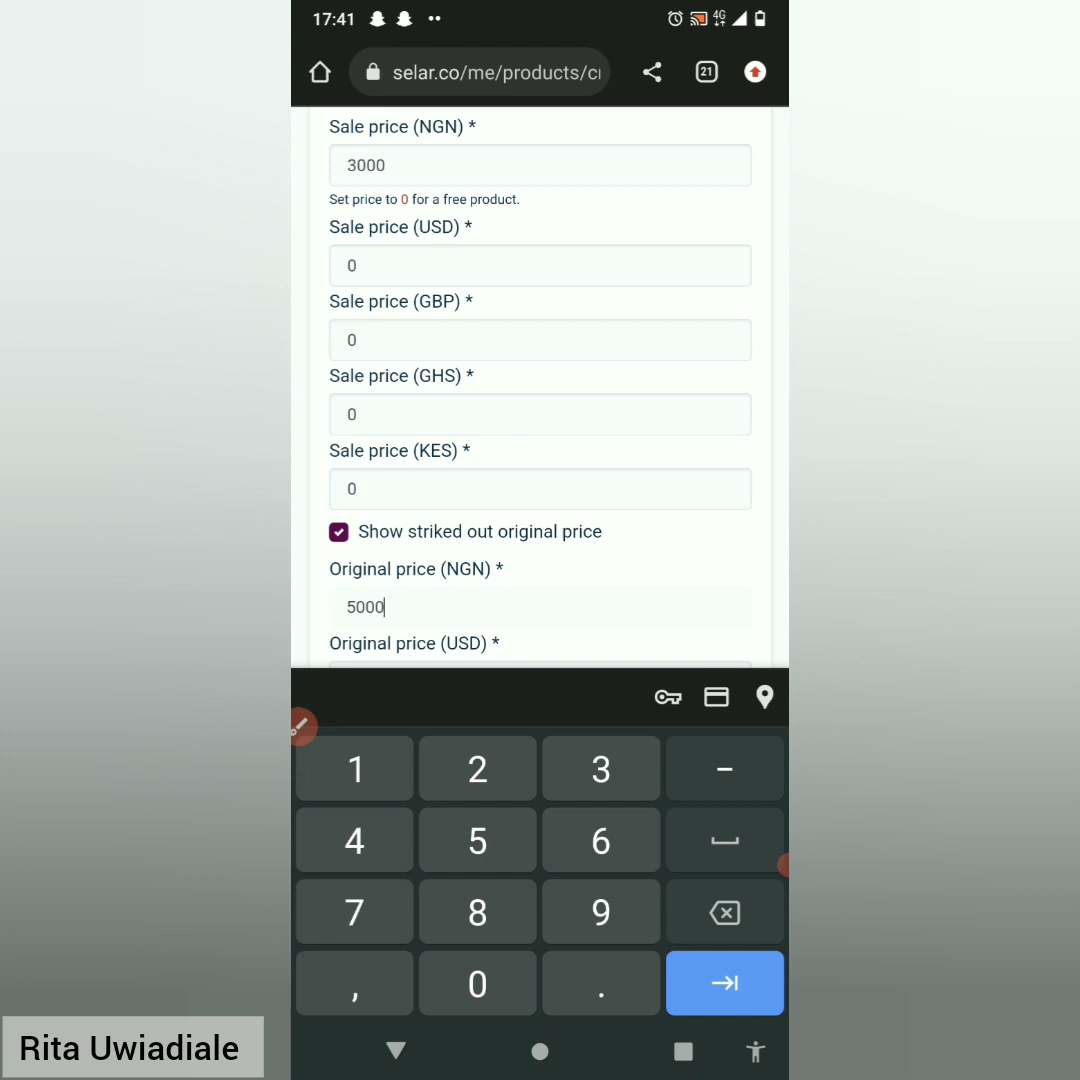 17:41
4G
selar.co/me/products/c
21
Sale price (NGN) *
3000
Set price to 0 for a free product.
Sale price (USD) *
0
Sale price (GBP) *
0
Sale price (GHS) *
0
Sale price (KES) *
0
Show striked out original price
Original price (NGN) *
5000
Original price (USD) *
1 2 3 –
4 5 6
7 8 9
, 0 .
Rita Uwiadiale